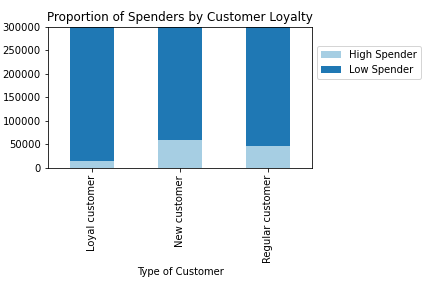 Proportion of Spenders by Customer Loyalty
300000
250000
200000
150000
100000
50000
0
High Spender
Low Spender
Loyal customer
New customer
Regular customer
Type of Customer